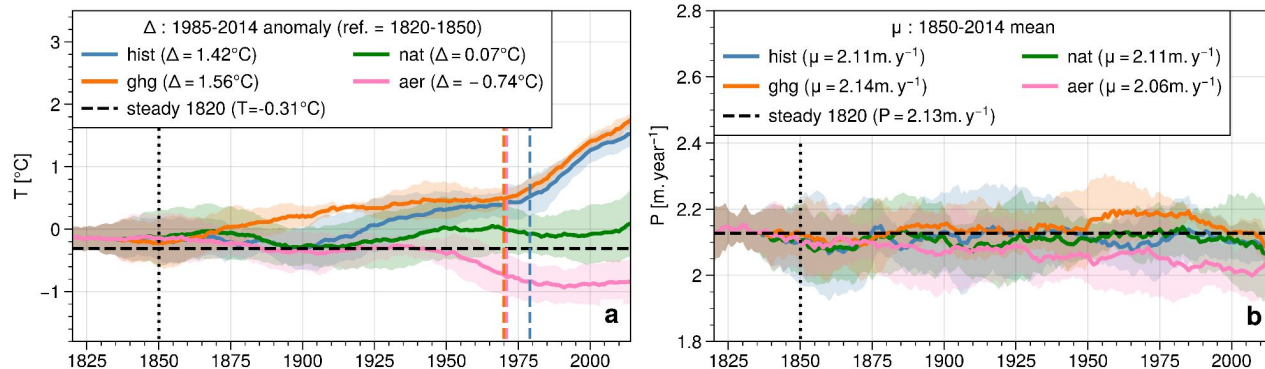 Δ : 1985-2014 anomaly (ref. = 1820-1850)
hist (Δ = 1.42°C) nat (Δ = 0.07°C)
ghg (Δ = 1.56°C) aer (Δ = −0.74°C)
steady 1820 (T=-0.31°C)
T [°C]
3
2
1
0
−1
1825 1850 1875 1900 1925 1950 1975 2000
a
μ : 1850-2014 mean
hist (μ = 2.11m. y⁻¹) nat (μ = 2.11m. y⁻¹)
ghg (μ = 2.14m. y⁻¹) aer (μ = 2.06m. y⁻¹)
steady 1820 (P = 2.13m. y⁻¹)
P [m. year⁻¹]
2.8
2.6
2.4
2.2
2
1.8
1825 1850 1875 1900 1925 1950 1975 2000
b